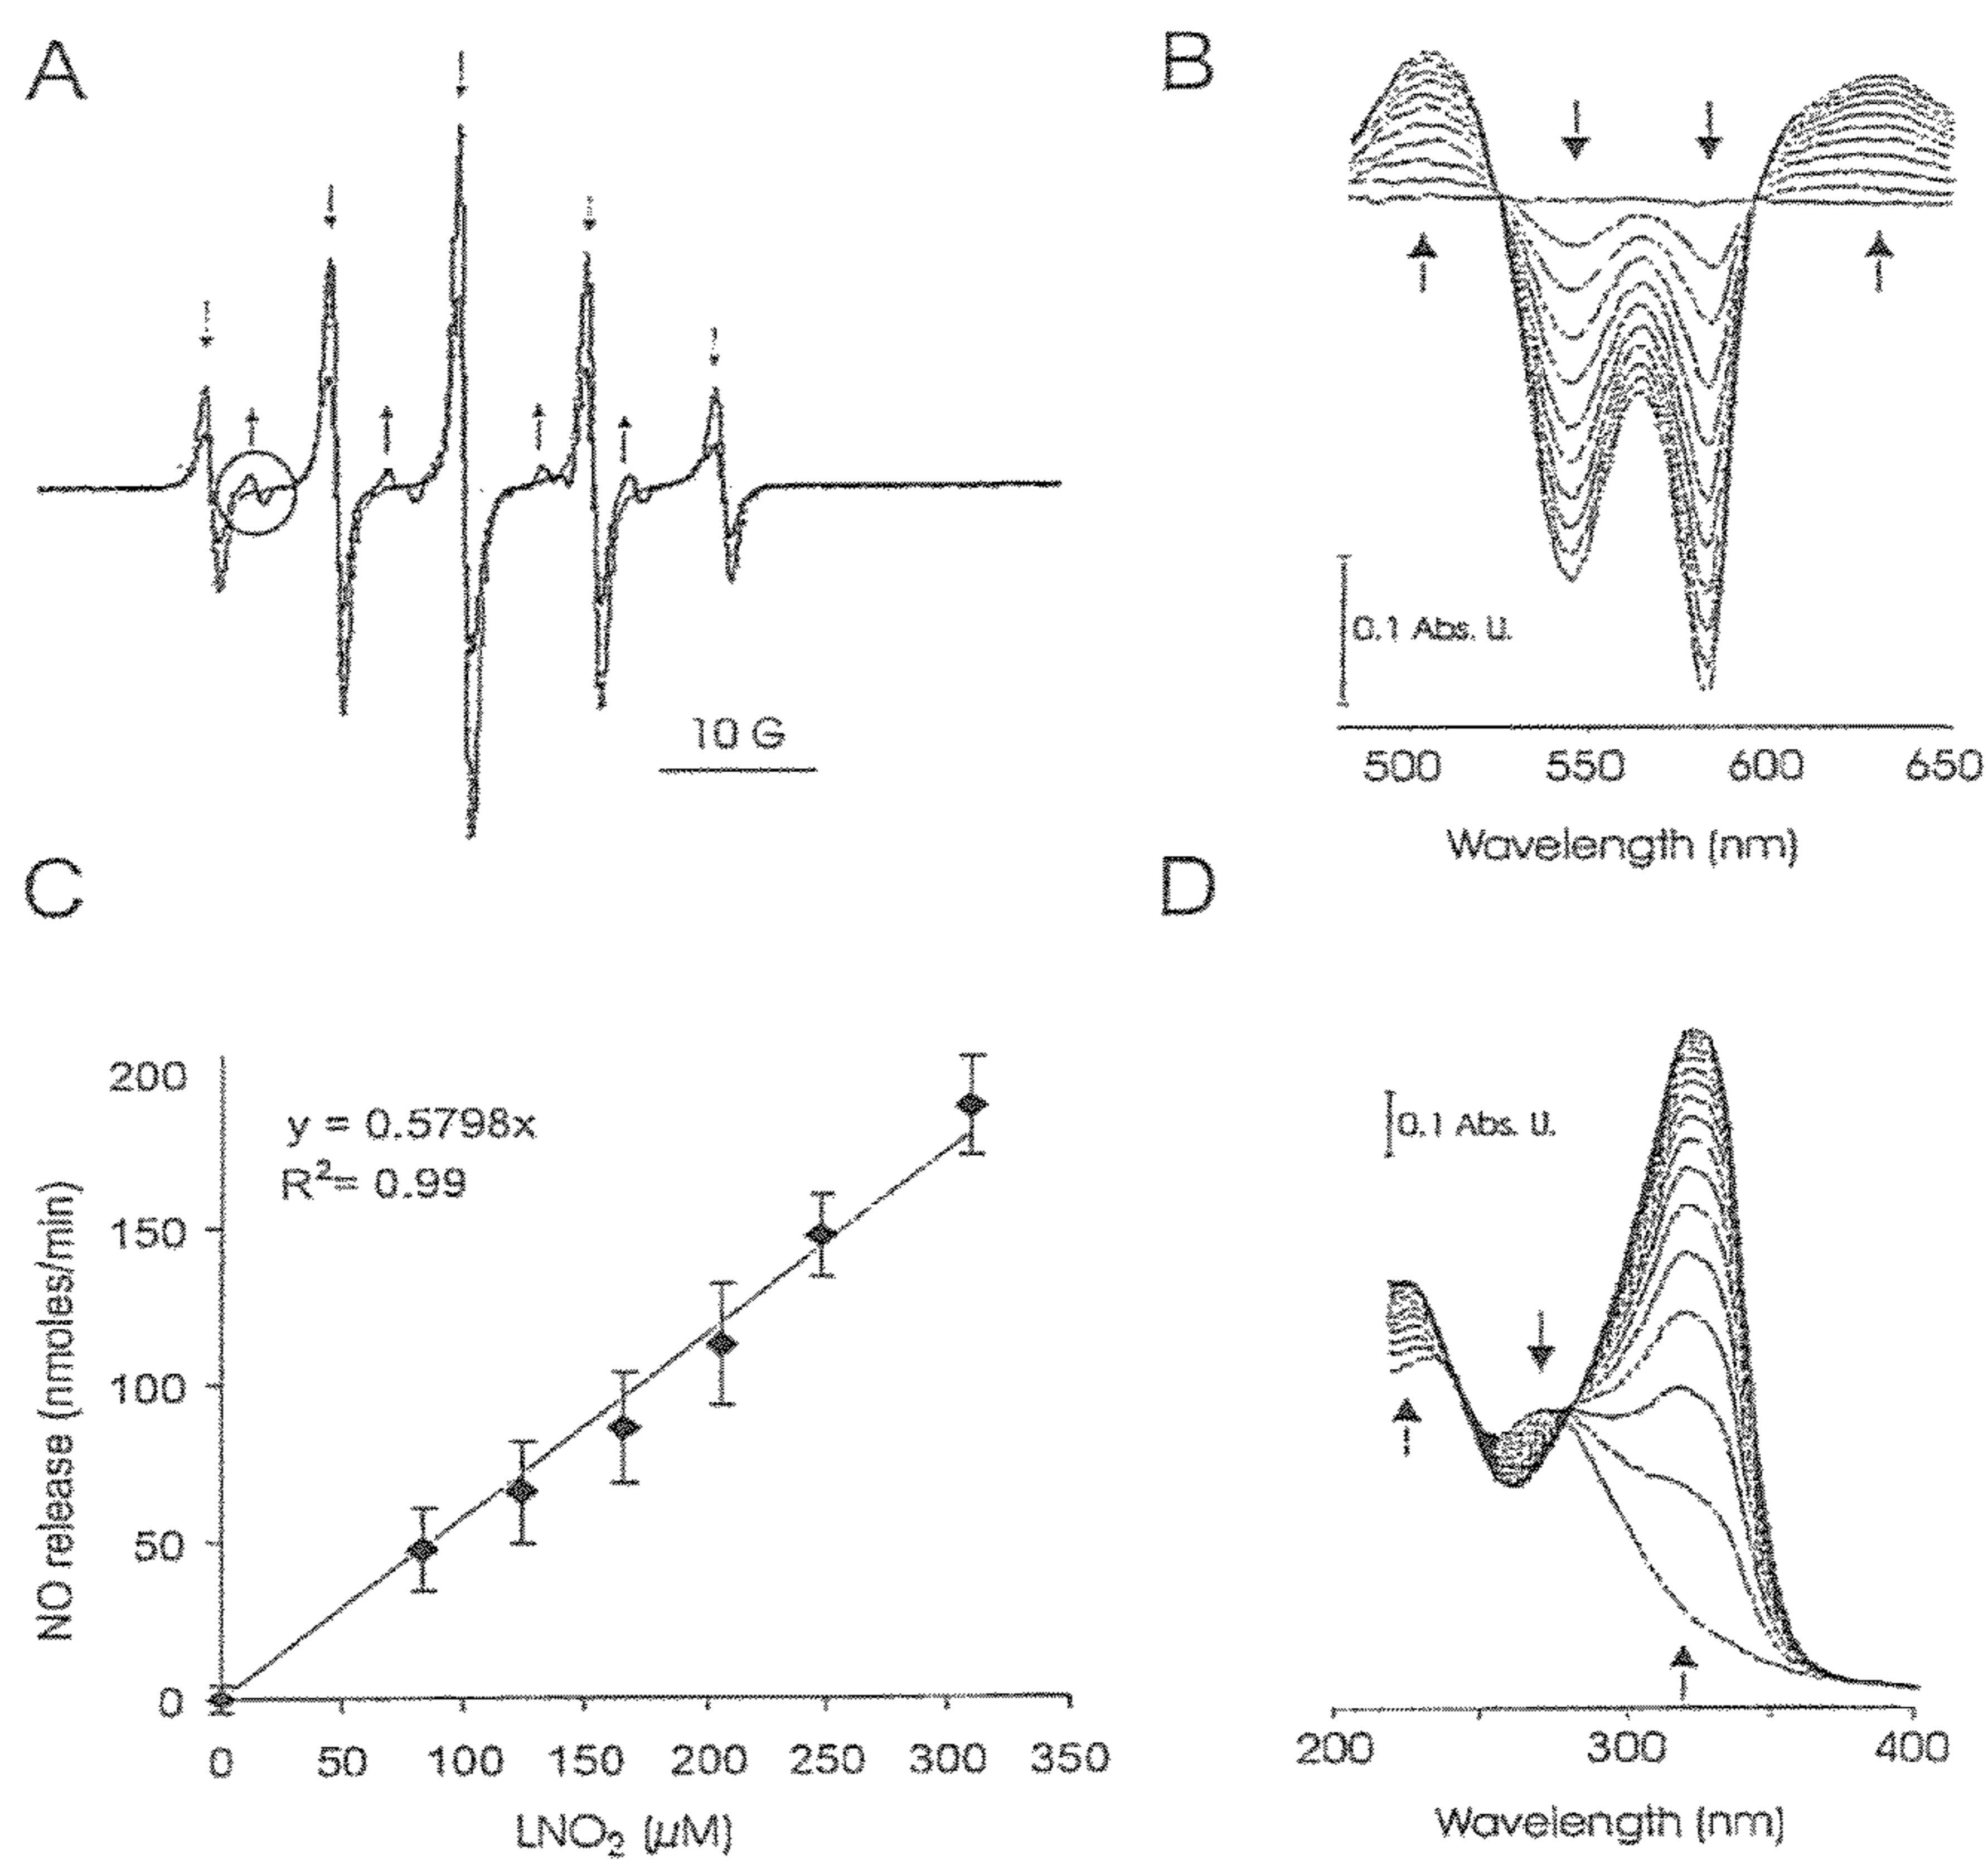 A
10 G
B
0.1 Abs. U.
500 550 600 650
Wavelength (nm)
C
200
150
100
50
0
y = 0.5798x
R²= 0.99
NO release (nmoles/min)
0 50 100 150 200 250 300 350
LNO₂ (μM)
D
0.1 Abs. U.
200 300 400
Wavelength (nm)